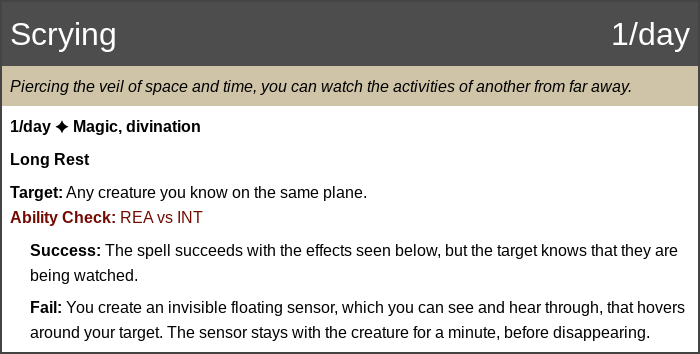 Scrying 1/day
Piercing the veil of space and time, you can watch the activities of another from far away.
1/day ✦ Magic, divination
Long Rest
Target: Any creature you know on the same plane.
Ability Check: REA vs INT
Success: The spell succeeds with the effects seen below, but the target knows that they are
being watched.
Fail: You create an invisible floating sensor, which you can see and hear through, that hovers
around your target. The sensor stays with the creature for a minute, before disappearing.